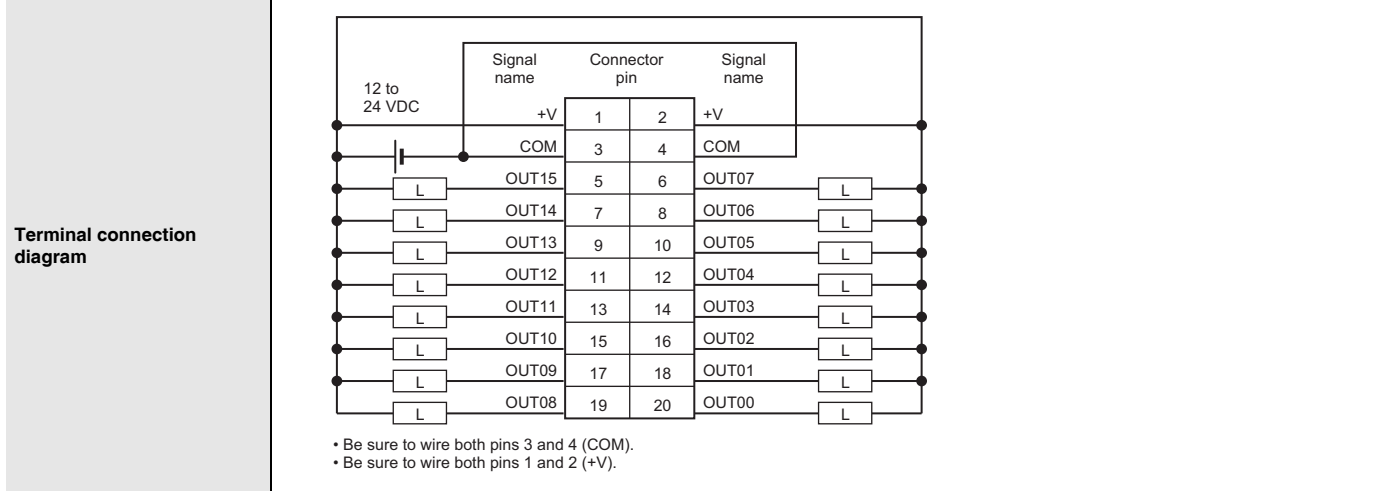 Terminal connection
diagram
Signal
name
Connector
pin
Signal
name
12 to
24 VDC
+V 1 2 +V
COM 3 4 COM
L OUT15 5 6 OUT07 L
L OUT14 7 8 OUT06 L
L OUT13 9 10 OUT05 L
L OUT12 11 12 OUT04 L
L OUT11 13 14 OUT03 L
L OUT10 15 16 OUT02 L
L OUT09 17 18 OUT01 L
L OUT08 19 20 OUT00 L
• Be sure to wire both pins 3 and 4 (COM).
• Be sure to wire both pins 1 and 2 (+V).